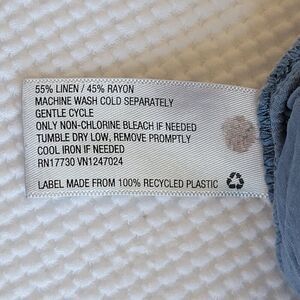 55% LINEN / 45% RAYON
MACHINE WASH COLD SEPARATELY
GENTLE CYCLE
ONLY NON-CHLORINE BLEACH IF NEEDED
TUMBLE DRY LOW, REMOVE PROMPTLY
COOL IRON IF NEEDED
RN17730 VN1247024
LABEL MADE FROM 100% RECYCLED PLASTIC